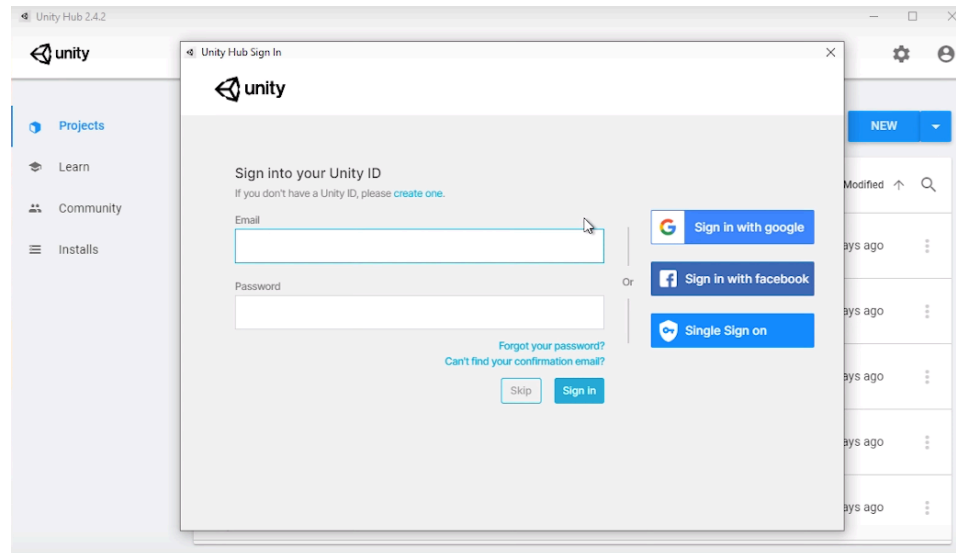 Unity Hub 2.4.2
unity
Projects
Learn
Community
Installs
Unity Hub Sign In
unity
Sign into your Unity ID
If you don't have a Unity ID, please create one.
Email
Password
Forgot your password?
Can't find your confirmation email?
Skip
Sign in
Or
Sign in with google
Sign in with facebook
Single Sign on
NEW
Modified
ays ago
ays ago
ays ago
ays ago
ays ago